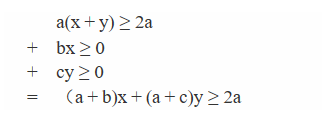 a(x + y) ≥ 2a
+ bx ≥ 0
+ cy ≥ 0
= （a + b)x + (a + c)y ≥ 2a